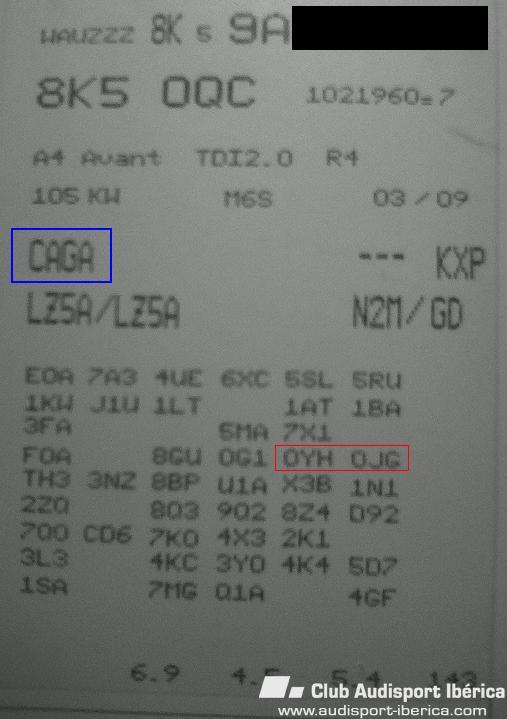 WAUZZZ 8K 5 9A
8K5 0QC 1021960=7
A4 Avant TDI2.0 R4
105 KW M6S 03/09
CAGA --- KXP
LZ5A/LZ5A N2M/GD
E0A 7A3 4UE 6XC 5SL 5RU
1KW J1U 1LT 1AT 1BA
3FA 5MA 7X1
F0A 8GU 0G1 0YH 0JG
TH3 3NZ 8BP U1A X3B 1N1
2Z0 8Q3 9Q2 8Z4 D92
7Q0 CD6 7K0 4X3 2K1
3L3 4KC 3Y0 4K4 5D7
1SA 7MG Q1A 4GF
6.9 4.5 5.4 143
Club Audisport Ibérica
www.audisport-iberica.com